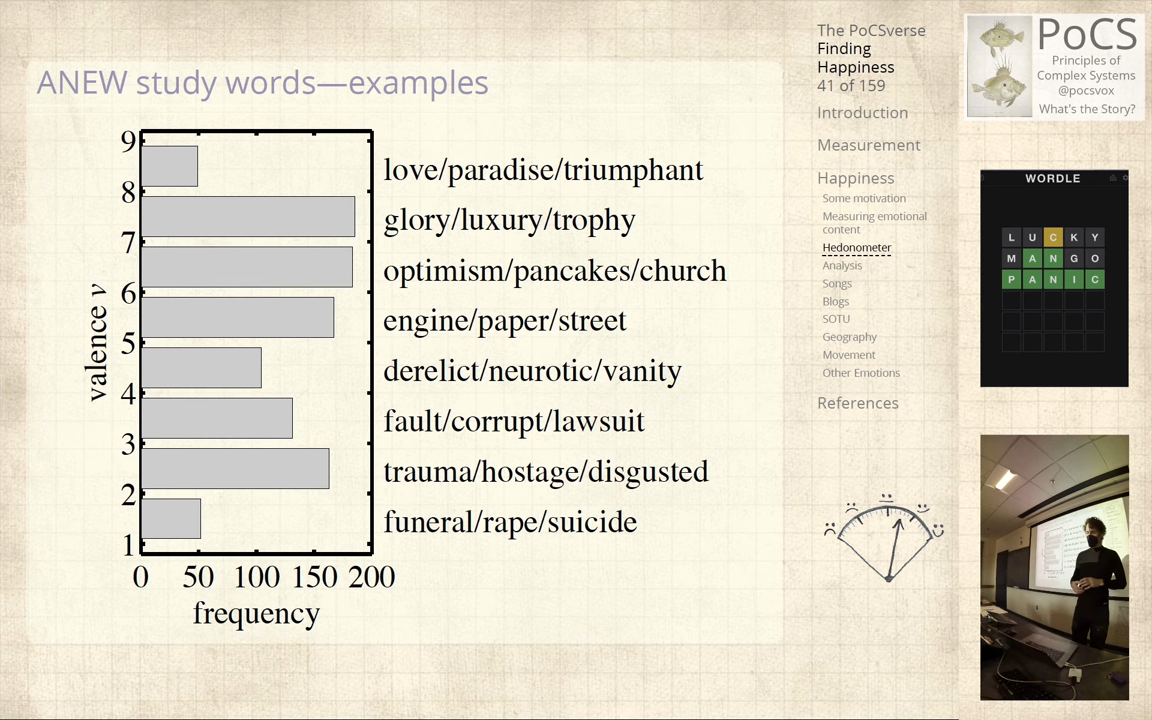 ANEW study words—examples
9
8
7
6
5
4
3
2
1
valence v
0 50 100 150 200
frequency
love/paradise/triumphant
glory/luxury/trophy
optimism/pancakes/church
engine/paper/street
derelict/neurotic/vanity
fault/corrupt/lawsuit
trauma/hostage/disgusted
funeral/rape/suicide
The PoCSverse
Finding
Happiness
41 of 159
Introduction
Measurement
Happiness
Some motivation
Measuring emotional
content
Hedonometer
Analysis
Songs
Blogs
SOTU
Geography
Movement
Other Emotions
References
PoCS
Principles of
Complex Systems
@pocsvox
What's the Story?
WORDLE
L U C K Y
M A N G O
P A N I C